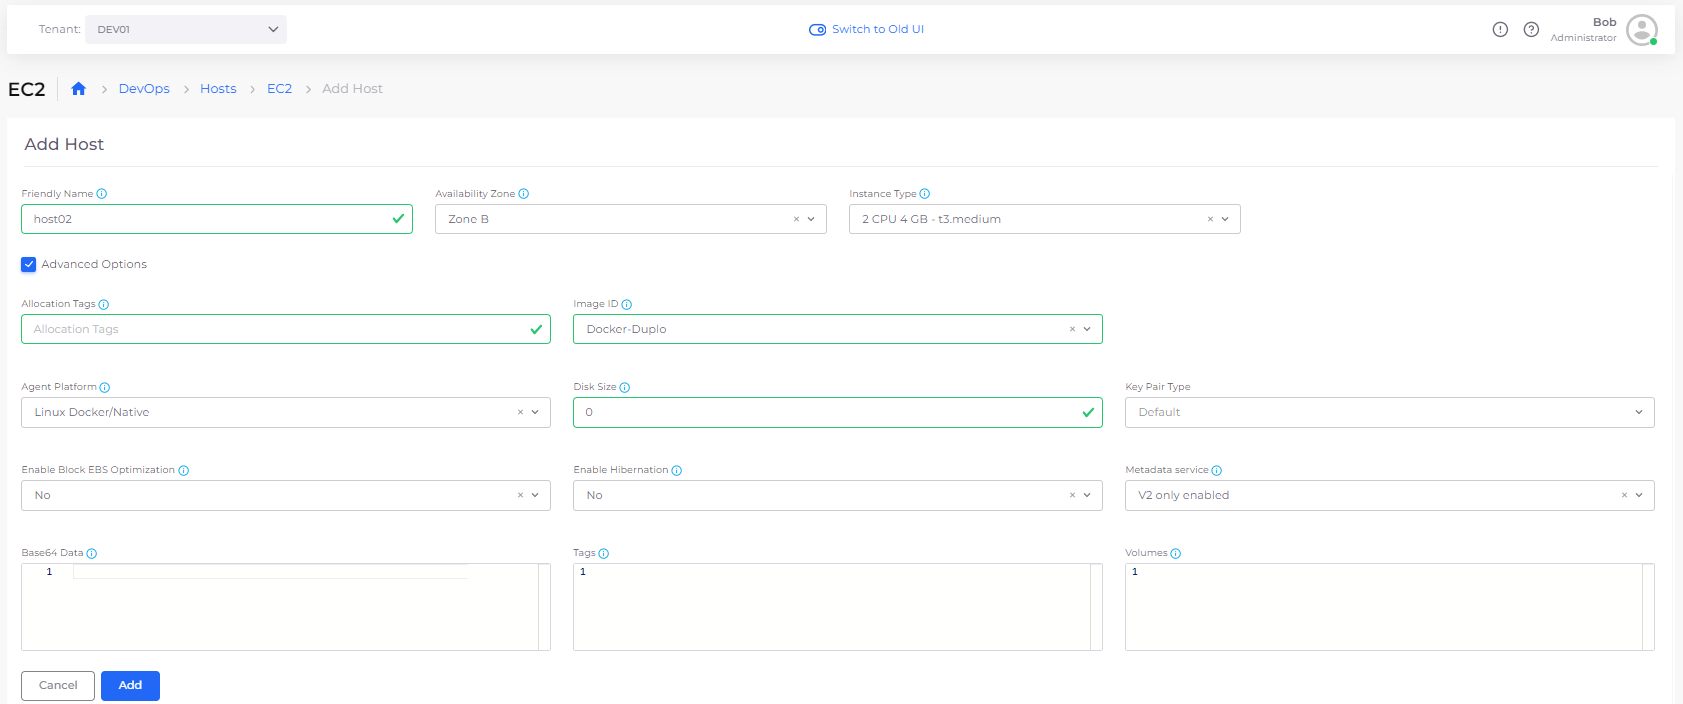 Tenant: DEV01
Switch to Old UI
Bob
Administrator
EC2 > DevOps > Hosts > EC2 > Add Host
Add Host
Friendly Name Availability Zone Instance Type
host02 Zone B × 2 CPU 4 GB - t3.medium ×
Advanced Options
Allocation Tags Image ID
Allocation Tags Docker-Duplo ×
Agent Platform Disk Size Key Pair Type
Linux Docker/Native × 0 Default
Enable Block EBS Optimization Enable Hibernation Metadata service
No × No × V2 only enabled ×
Base64 Data Tags Volumes
1 1 1
Cancel Add